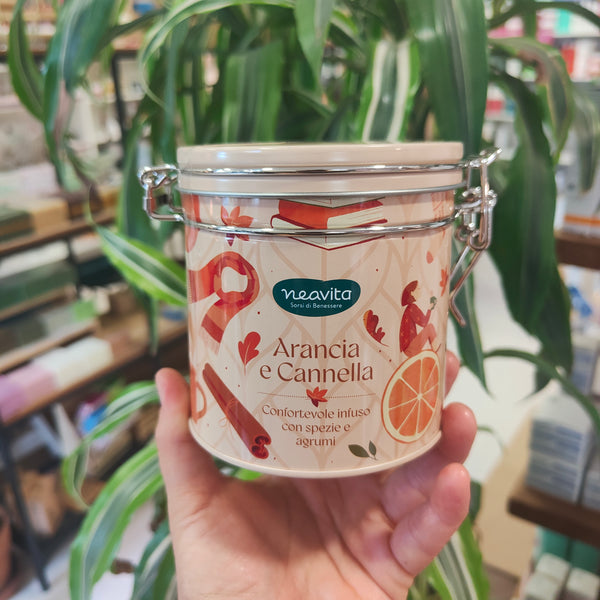 neavita
Sorsi di Benessere
Arancia
e Cannella
Confortevole infuso
con spezie e
agrumi